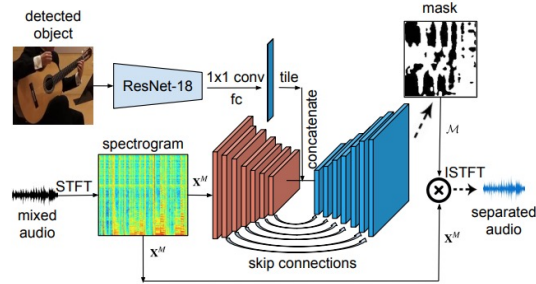 detected
object
ResNet-18
1x1 conv
fc
tile
concatenate
mask
ℳ
spectrogram
STFT
mixed
audio
X^M
X^M
skip connections
ISTFT
X^M
separated
audio